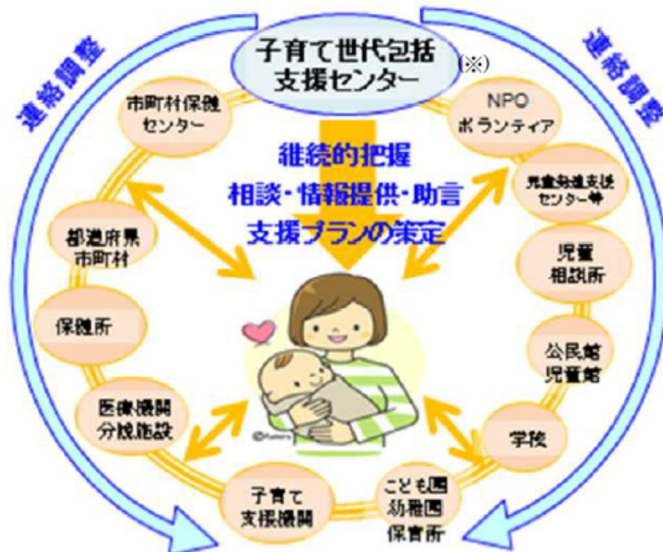 子育て世代包括
支援センター
(※)
連絡調整
連絡調整
市町村保健
センター
NPO
ボランティア
継続的把握
相談・情報提供・助言
支援プランの策定
児童発達支援
センター等
都道府県
市町村
児童
相談所
保健所
公民館
児童館
医療機関
分娩施設
学校
子育て
支援機関
こども園
幼稚園
保育所